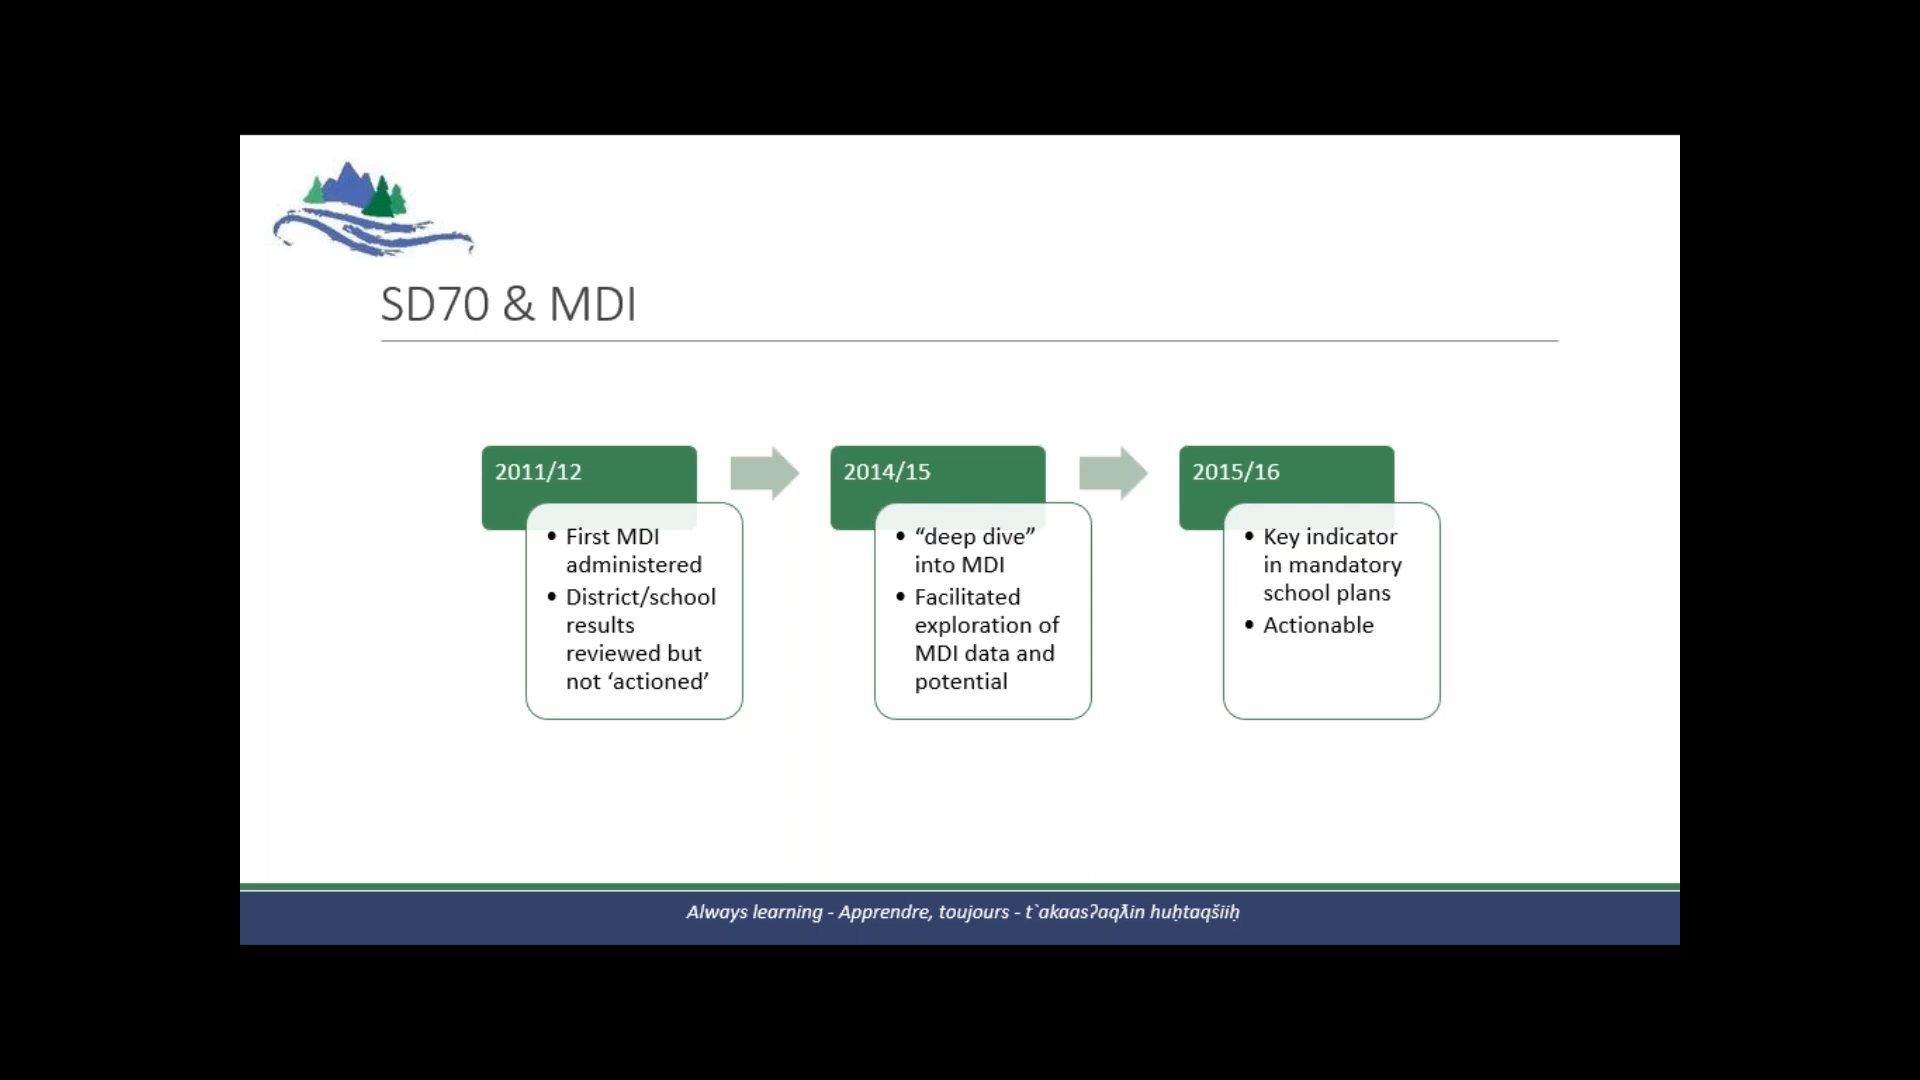 SD70 & MDI
2011/12
• First MDI
administered
• District/school
results
reviewed but
not ‘actioned’
2014/15
• “deep dive”
into MDI
• Facilitated
exploration of
MDI data and
potential
2015/16
• Key indicator
in mandatory
school plans
• Actionable
Always learning - Apprendre, toujours - t`akaasʔaqƛin huḥtaqšiiḥ